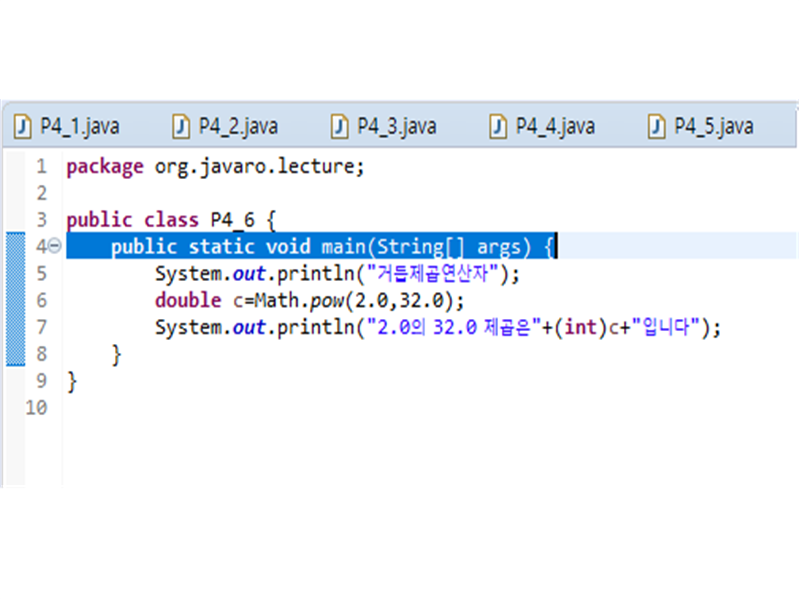 P4_1.java P4_2.java P4_3.java P4_4.java P4_5.java
1 package org.javaro.lecture;
2
3 public class P4_6 {
4 public static void main(String[] args) {
5 System.out.println("거듭제곱연산자");
6 double c=Math.pow(2.0,32.0);
7 System.out.println("2.0의 32.0 제곱은"+(int)c+"입니다");
8 }
9 }
10